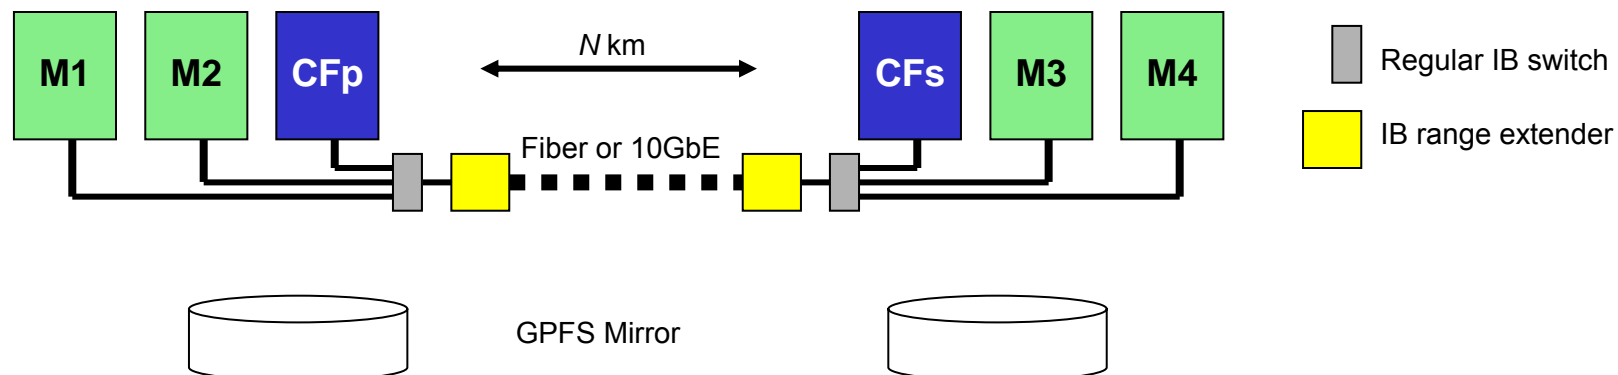 M1
M2
CFp
N km
CFs
M3
M4
Regular IB switch
IB range extender
Fiber or 10GbE
GPFS Mirror